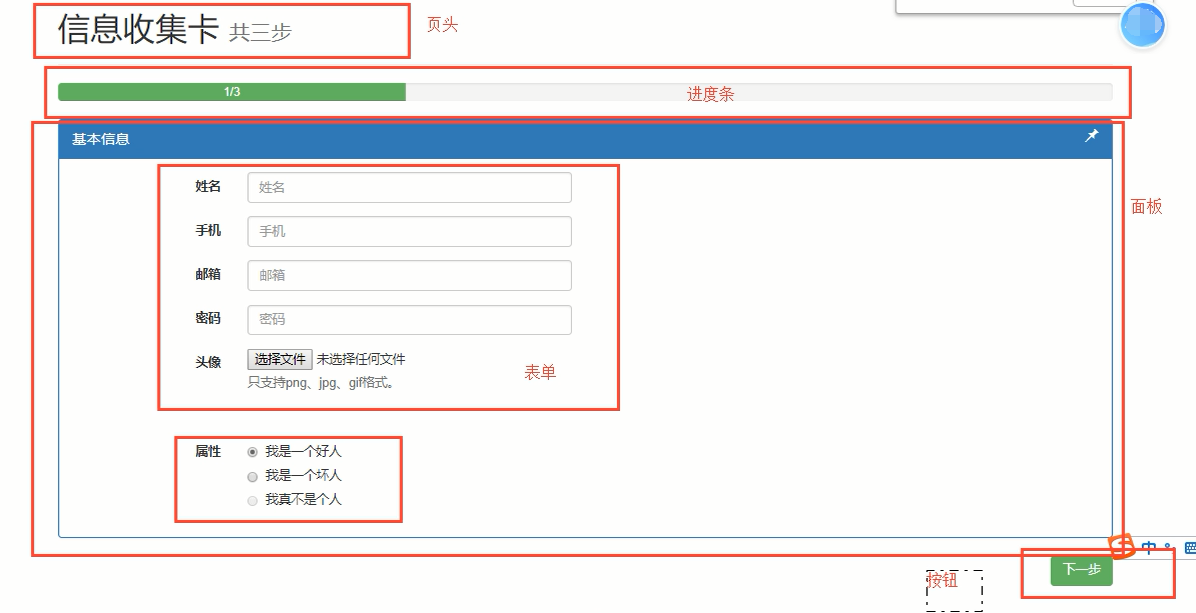 信息收集卡 共三步
页头
1/3
进度条
基本信息
面板
姓名 姓名
手机 手机
邮箱 邮箱
密码 密码
头像 选择文件 未选择任何文件
只支持png、jpg、gif格式。
表单
属性 我是一个好人
我是一个坏人
我真不是个人
中
下一步
按钮